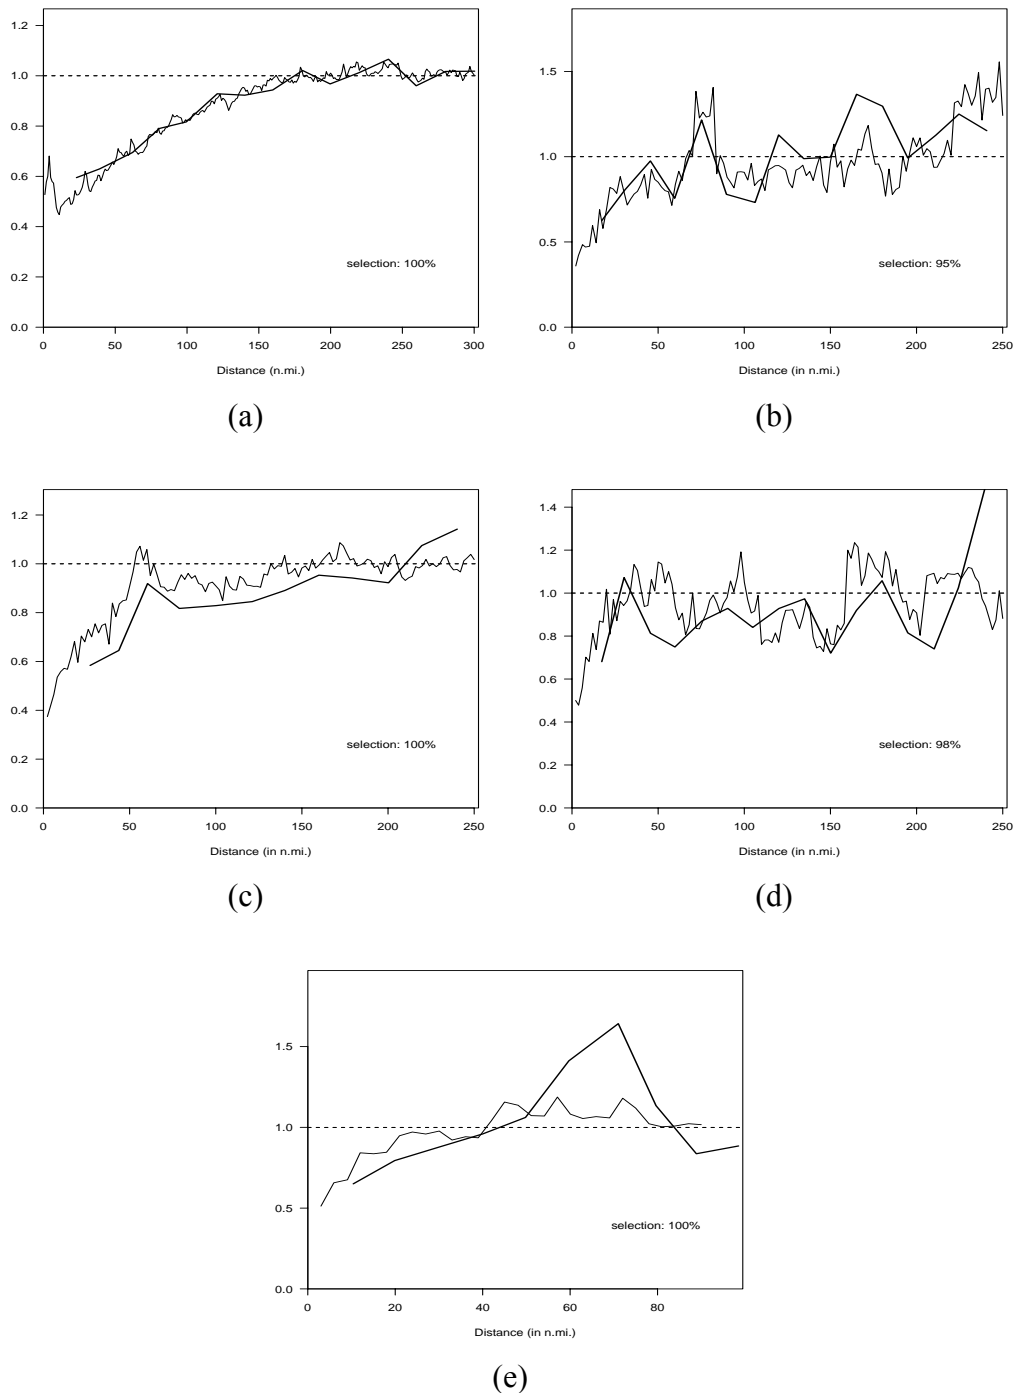 1.2
1.0
0.8
0.6
0.4
0.2
0.0
selection: 100%
0 50 100 150 200 250 300
Distance (n.mi.)
(a)
1.5
1.0
0.5
0.0
selection: 95%
0 50 100 150 200 250
Distance (in n.mi.)
(b)
1.2
1.0
0.8
0.6
0.4
0.2
0.0
selection: 100%
0 50 100 150 200 250
Distance (in n.mi.)
(c)
1.4
1.2
1.0
0.8
0.6
0.4
0.2
0.0
selection: 98%
0 50 100 150 200 250
Distance (in n.mi.)
(d)
1.5
1.0
0.5
0.0
selection: 100%
0 20 40 60 80
Distance (in n.mi.)
(e)